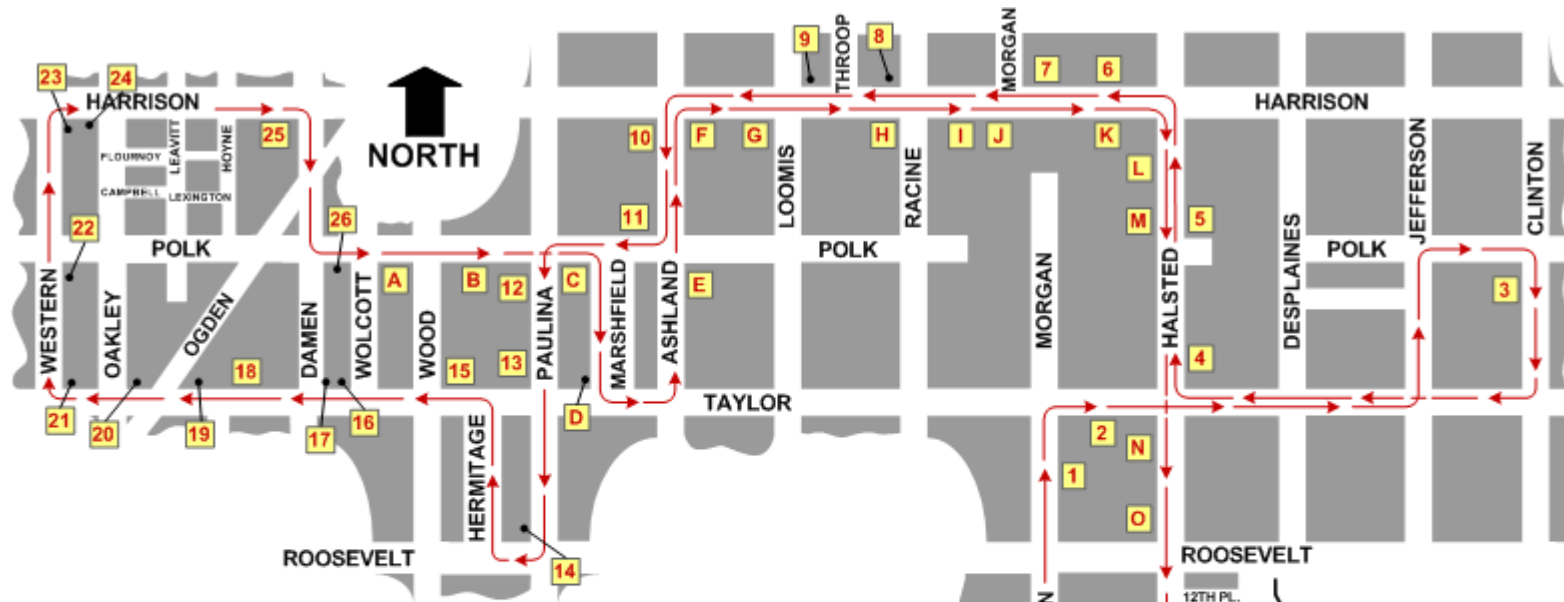 9
THROOP
8
MORGAN
7
6
23
24
HARRISON
HARRISON
25
NORTH
10
F
G
H
I
J
K
FLOURNOY
LEAVITT
HOYNE
CAMPBELL
LEXINGTON
L
LOOMIS
RACINE
JEFFERSON
CLINTON
22
26
11
M
5
POLK
POLK
POLK
DESPLAINES
HALSTED
A
B
12
C
E
3
WESTERN
OAKLEY
OGDEN
DAMEN
WOLCOTT
WOOD
PAULINA
MARSHFIELD
ASHLAND
MORGAN
18
15
13
4
TAYLOR
21
20
19
17
16
D
2
N
1
HERMITAGE
O
ROOSEVELT
14
ROOSEVELT
N
12TH PL.